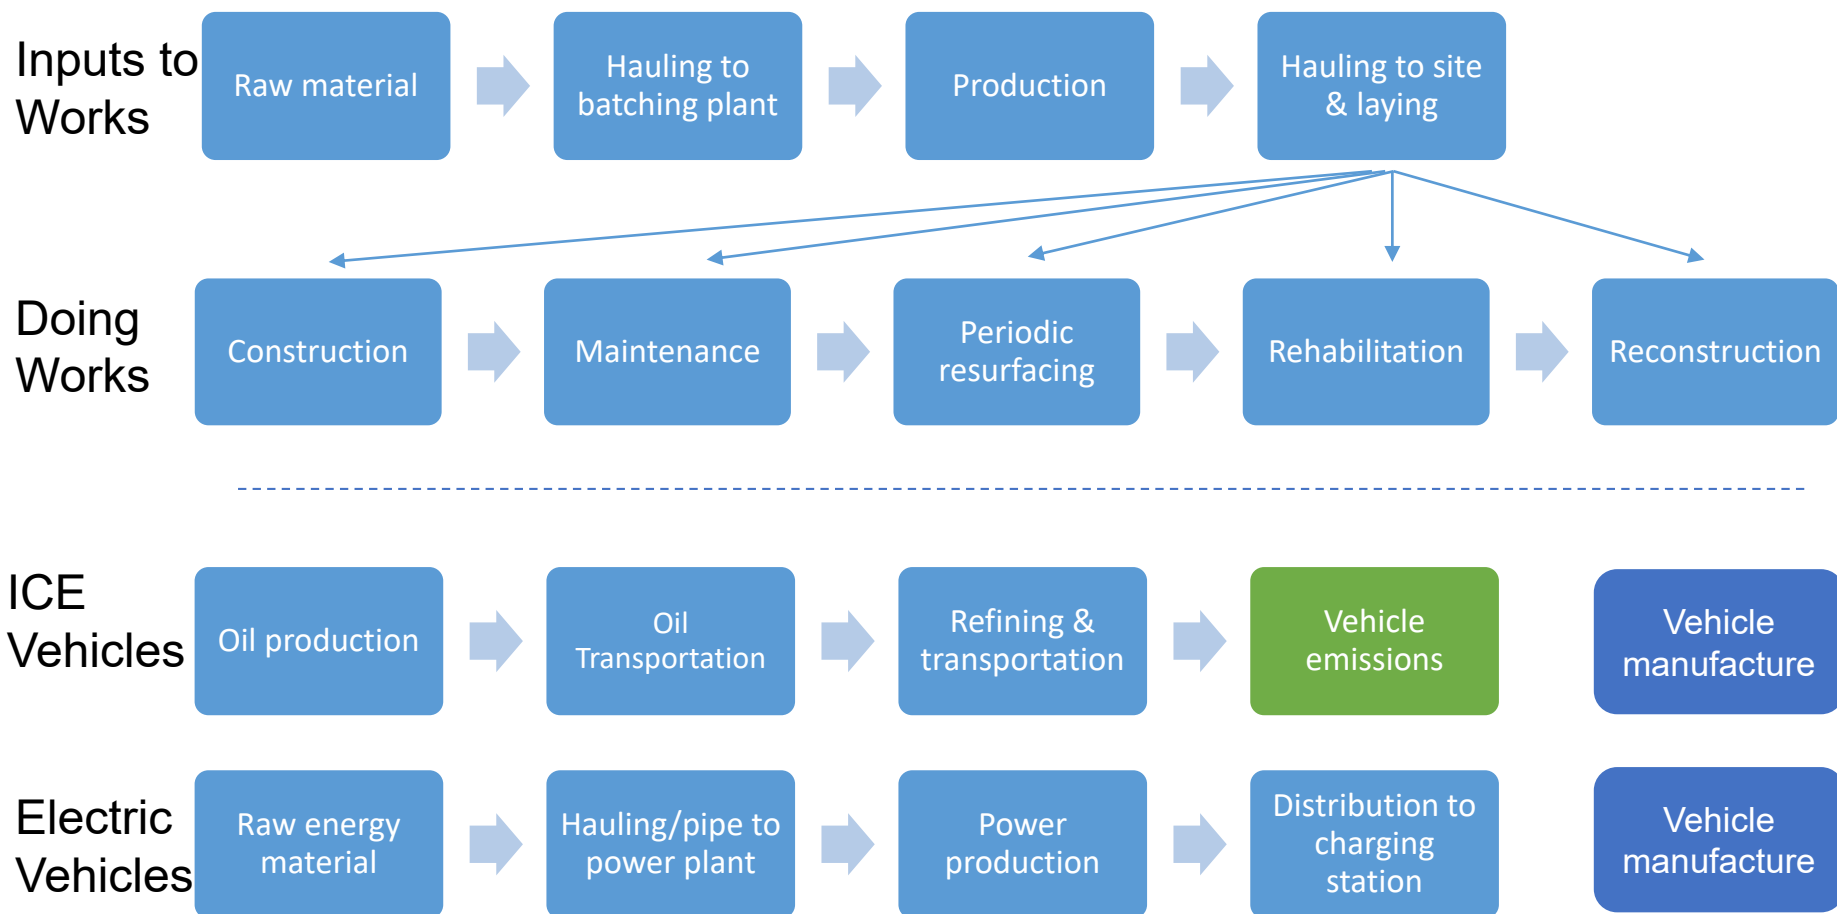 Inputs to
Works
Raw material
Hauling to
batching plant
Production
Hauling to site
& laying
Doing
Works
Construction
Maintenance
Periodic
resurfacing
Rehabilitation
Reconstruction
ICE
Vehicles
Oil production
Oil
Transportation
Refining &
transportation
Vehicle
emissions
Vehicle
manufacture
Electric
Vehicles
Raw energy
material
Hauling/pipe to
power plant
Power
production
Distribution to
charging
station
Vehicle
manufacture